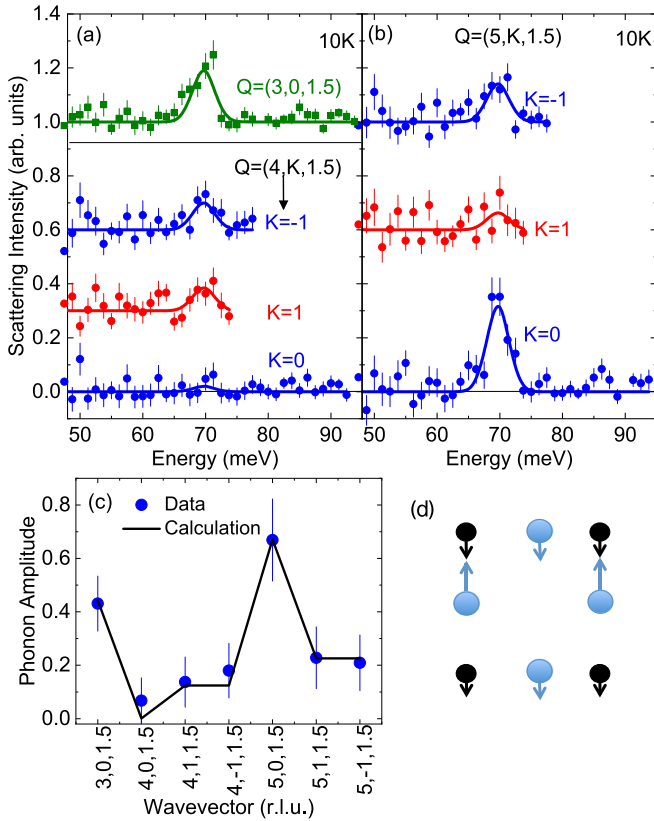 (a)
10K
Q=(3,0,1.5)
Q=(4,K,1.5)
K=-1
K=1
K=0
1.4
1.2
1.0
0.8
0.6
0.4
0.2
0.0
Scattering Intensity (arb. units)
50 60 70 80 90
Energy (meV)
(b)
Q=(5,K,1.5)
10K
K=-1
K=1
K=0
50 60 70 80 90
Energy (meV)
(c)
Data
Calculation
0.8
0.6
0.4
0.2
0.0
Phonon Amplitude
3,0,1.5
4,0,1.5
4,1,1.5
4,-1,1.5
5,0,1.5
5,1,1.5
5,-1,1.5
Wavevector (r.l.u.)
(d)